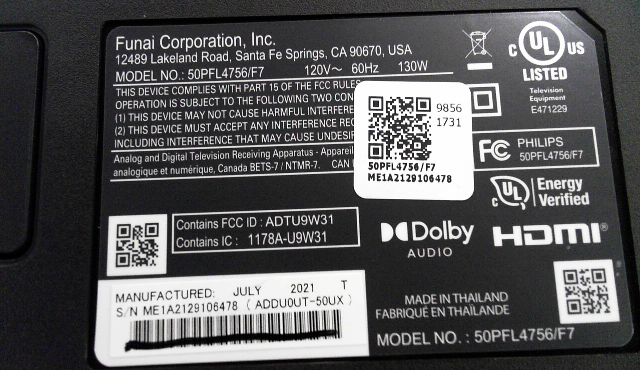 Funai Corporation, Inc.
12489 Lakeland Road, Santa Fe Springs, CA 90670, USA
MODEL NO.: 50PFL4756/F7 120V～ 60Hz 130W
THIS DEVICE COMPLIES WITH PART 15 OF THE FCC RULES
OPERATION IS SUBJECT TO THE FOLLOWING TWO CON
(1) THIS DEVICE MAY NOT CAUSE HARMFUL INTERFERE
(2) THIS DEVICE MUST ACCEPT ANY INTERFERENCE REC
INCLUDING INTERFERENCE THAT MAY CAUSE UNDESIR
Analog and Digital Television Receiving Apparatus - Appareil
analogique et numérique, Canada BETS-7 / NTMR-7. CAN
9856
1731
50PFL4756/F7
ME1A2129106478
C UL US
LISTED
Television
Equipment
E471229
FC PHILIPS
50PFL4756/F7
C UL Energy
Verified
Contains FCC ID : ADTU9W31
Contains IC : 1178A-U9W31
Dolby
AUDIO
HDMI®
MANUFACTURED: JULY 2021 T
S/N ME1A2129106478 ( ADDU0UT-50UX )
MADE IN THAILAND
FABRIQUÉ EN THAÏLANDE
MODEL NO. : 50PFL4756/F7